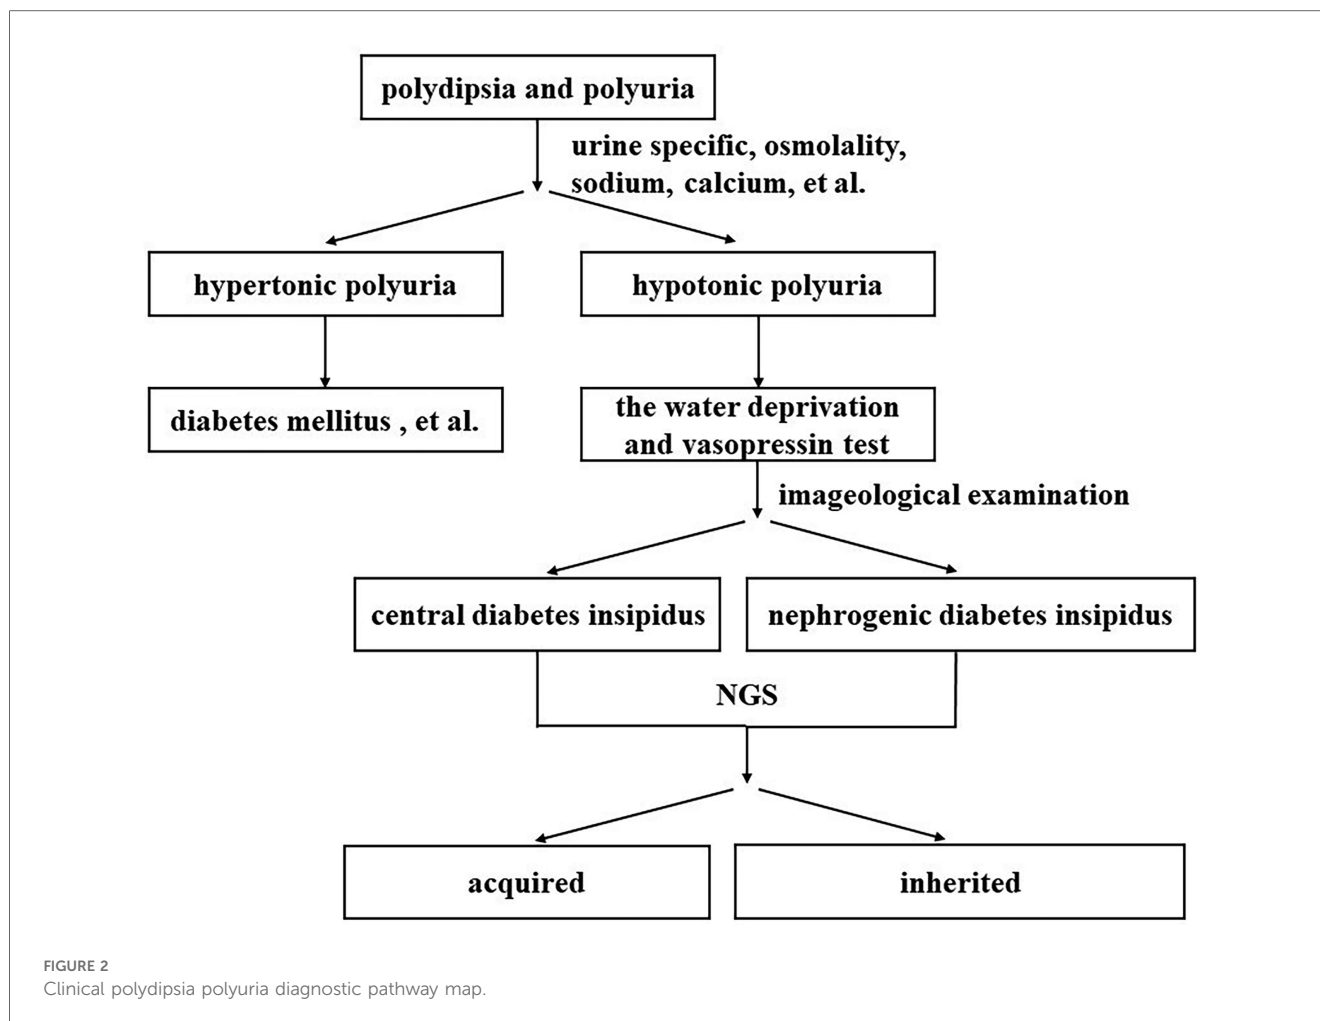 polydipsia and polyuria
urine specific, osmolality,
sodium, calcium, et al.
hypertonic polyuria
hypotonic polyuria
diabetes mellitus , et al.
the water deprivation
and vasopressin test
imageological examination
central diabetes insipidus
nephrogenic diabetes insipidus
NGS
acquired
inherited
FIGURE 2
Clinical polydipsia polyuria diagnostic pathway map.